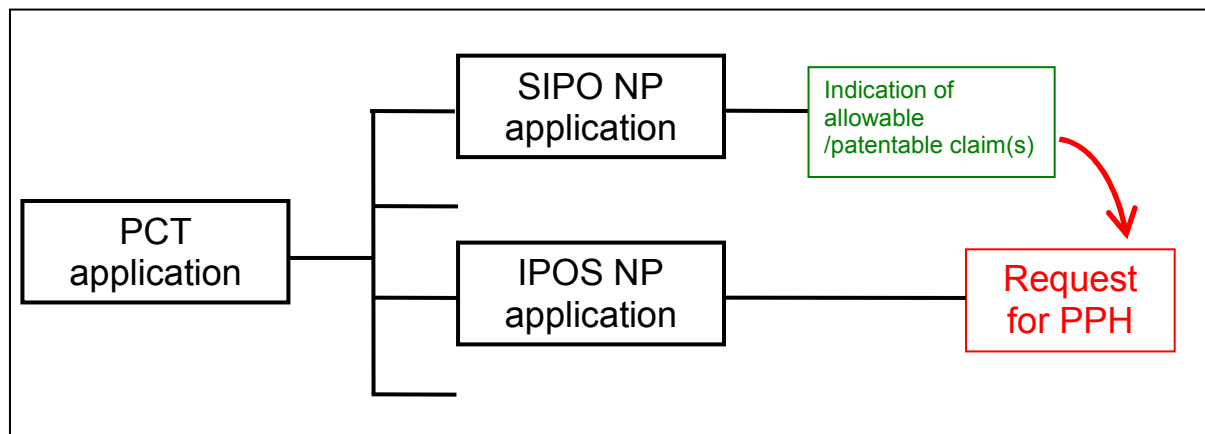 SIPO NP
application
Indication of
allowable
/patentable claim(s)
PCT
application
IPOS NP
application
Request
for PPH